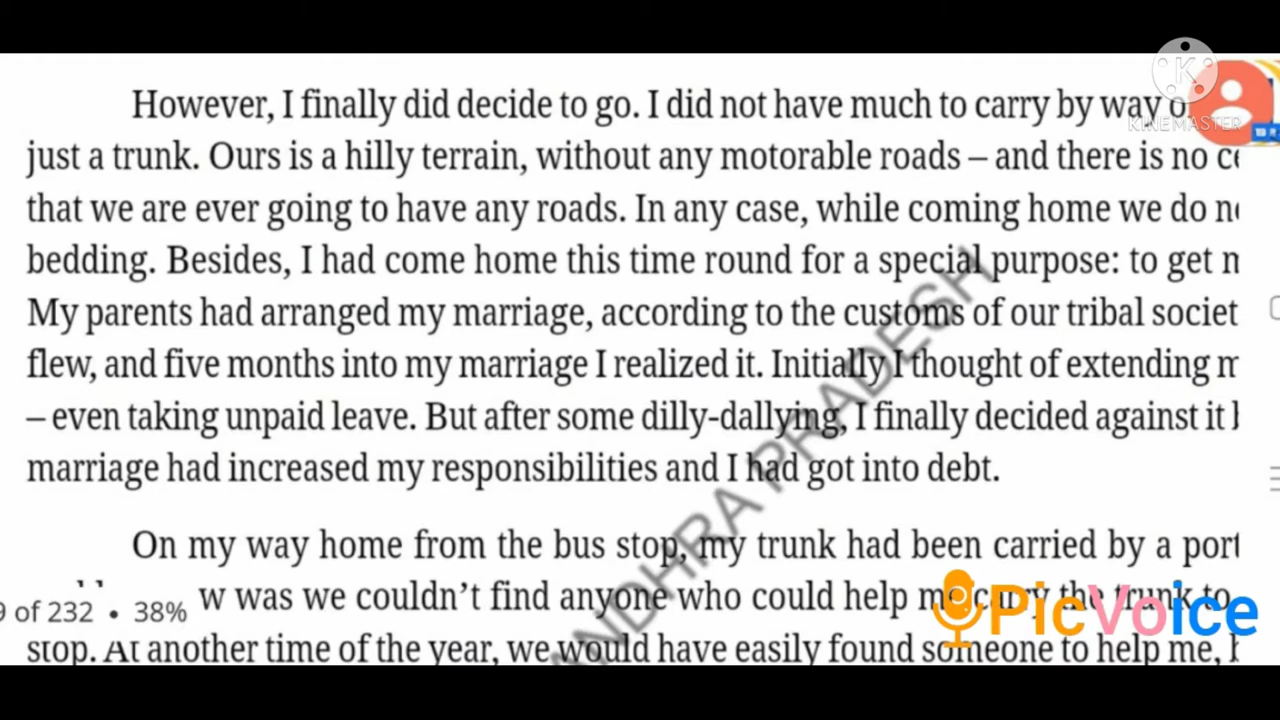 However, I finally did decide to go. I did not have much to carry by way
just a trunk. Ours is a hilly terrain, without any motorable roads – and there is no
that we are ever going to have any roads. In any case, while coming home we do
bedding. Besides, I had come home this time round for a special purpose: to get
My parents had arranged my marriage, according to the customs of our tribal societ
flew, and five months into my marriage I realized it. Initially I thought of extending
– even taking unpaid leave. But after some dilly-dallying, I finally decided against it
marriage had increased my responsibilities and I had got into debt.
On my way home from the bus stop, my trunk had been carried by a port
w was we couldn’t find anyone who could help me carry the trunk to
stop. At another time of the year, we would have easily found someone to help me,
9 of 232 • 38%
ANDHRA PRADESH
K
KINEMASTER
PicVoice